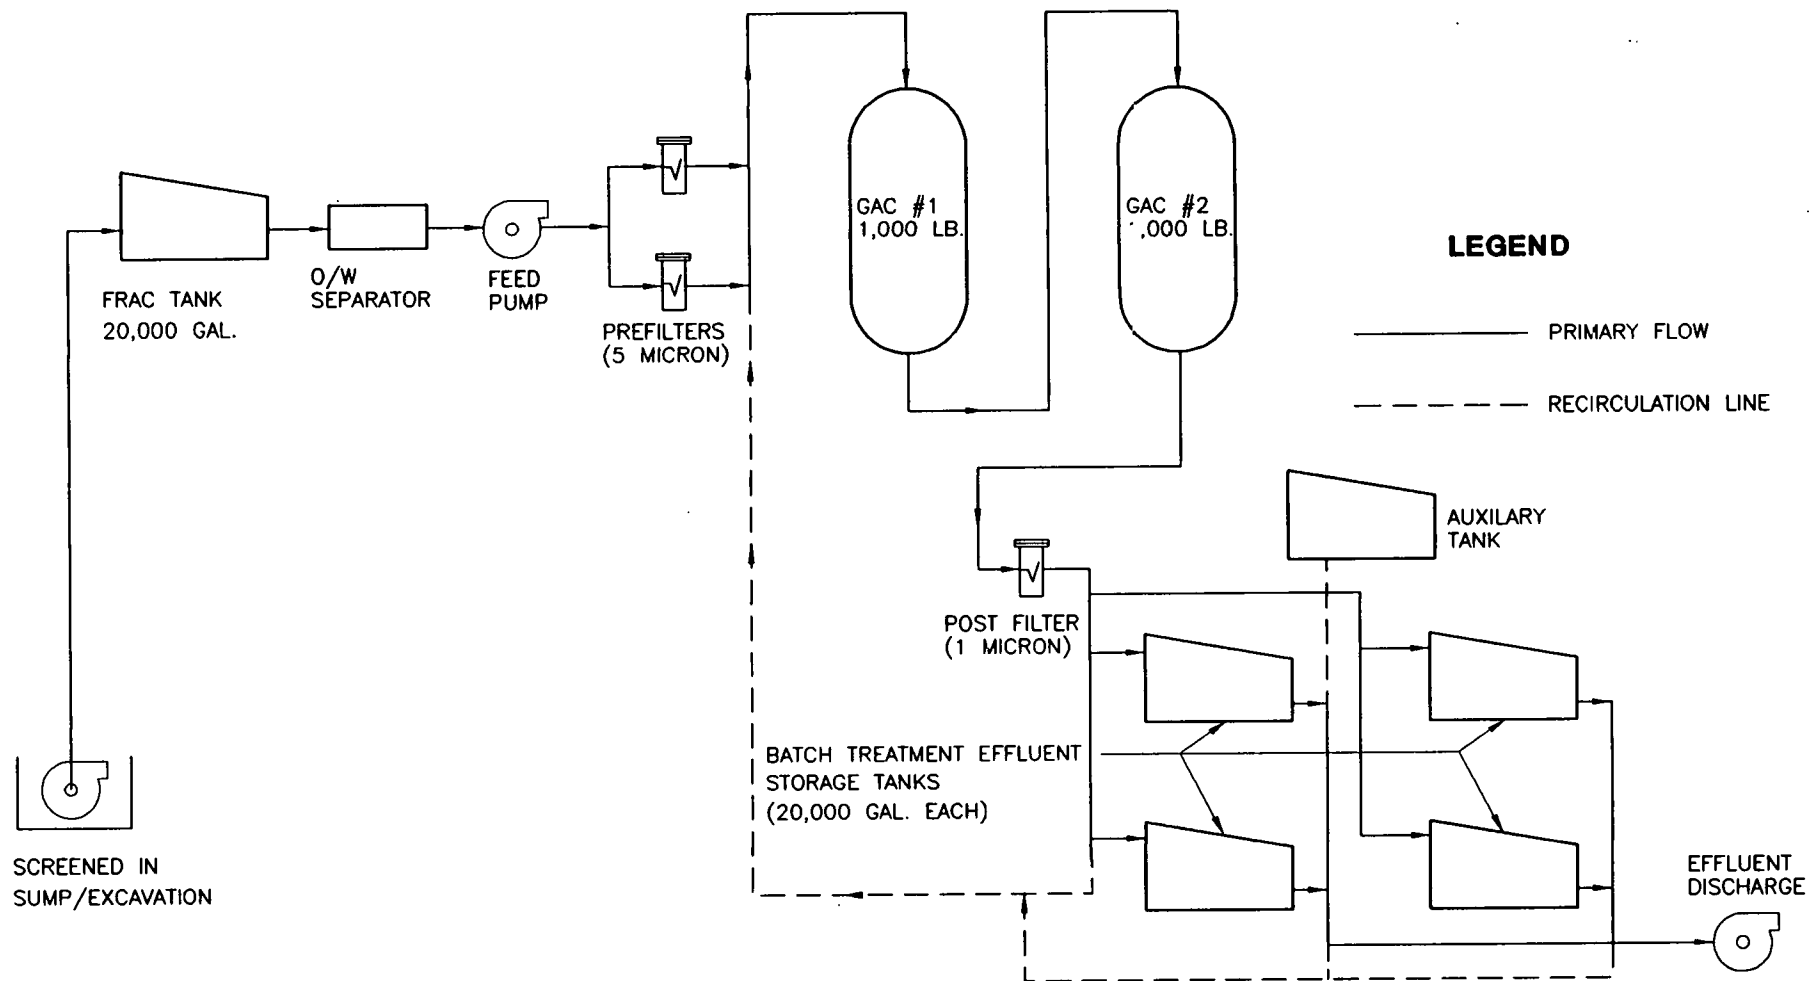 GAC #1
1,000 LB.
GAC #2
,000 LB.
LEGEND
PRIMARY FLOW
RECIRCULATION LINE
FRAC TANK
20,000 GAL.
O/W
SEPARATOR
FEED
PUMP
PREFILTERS
(5 MICRON)
AUXILARY
TANK
POST FILTER
(1 MICRON)
BATCH TREATMENT EFFLUENT
STORAGE TANKS
(20,000 GAL. EACH)
SCREENED IN
SUMP/EXCAVATION
EFFLUENT
DISCHARGE